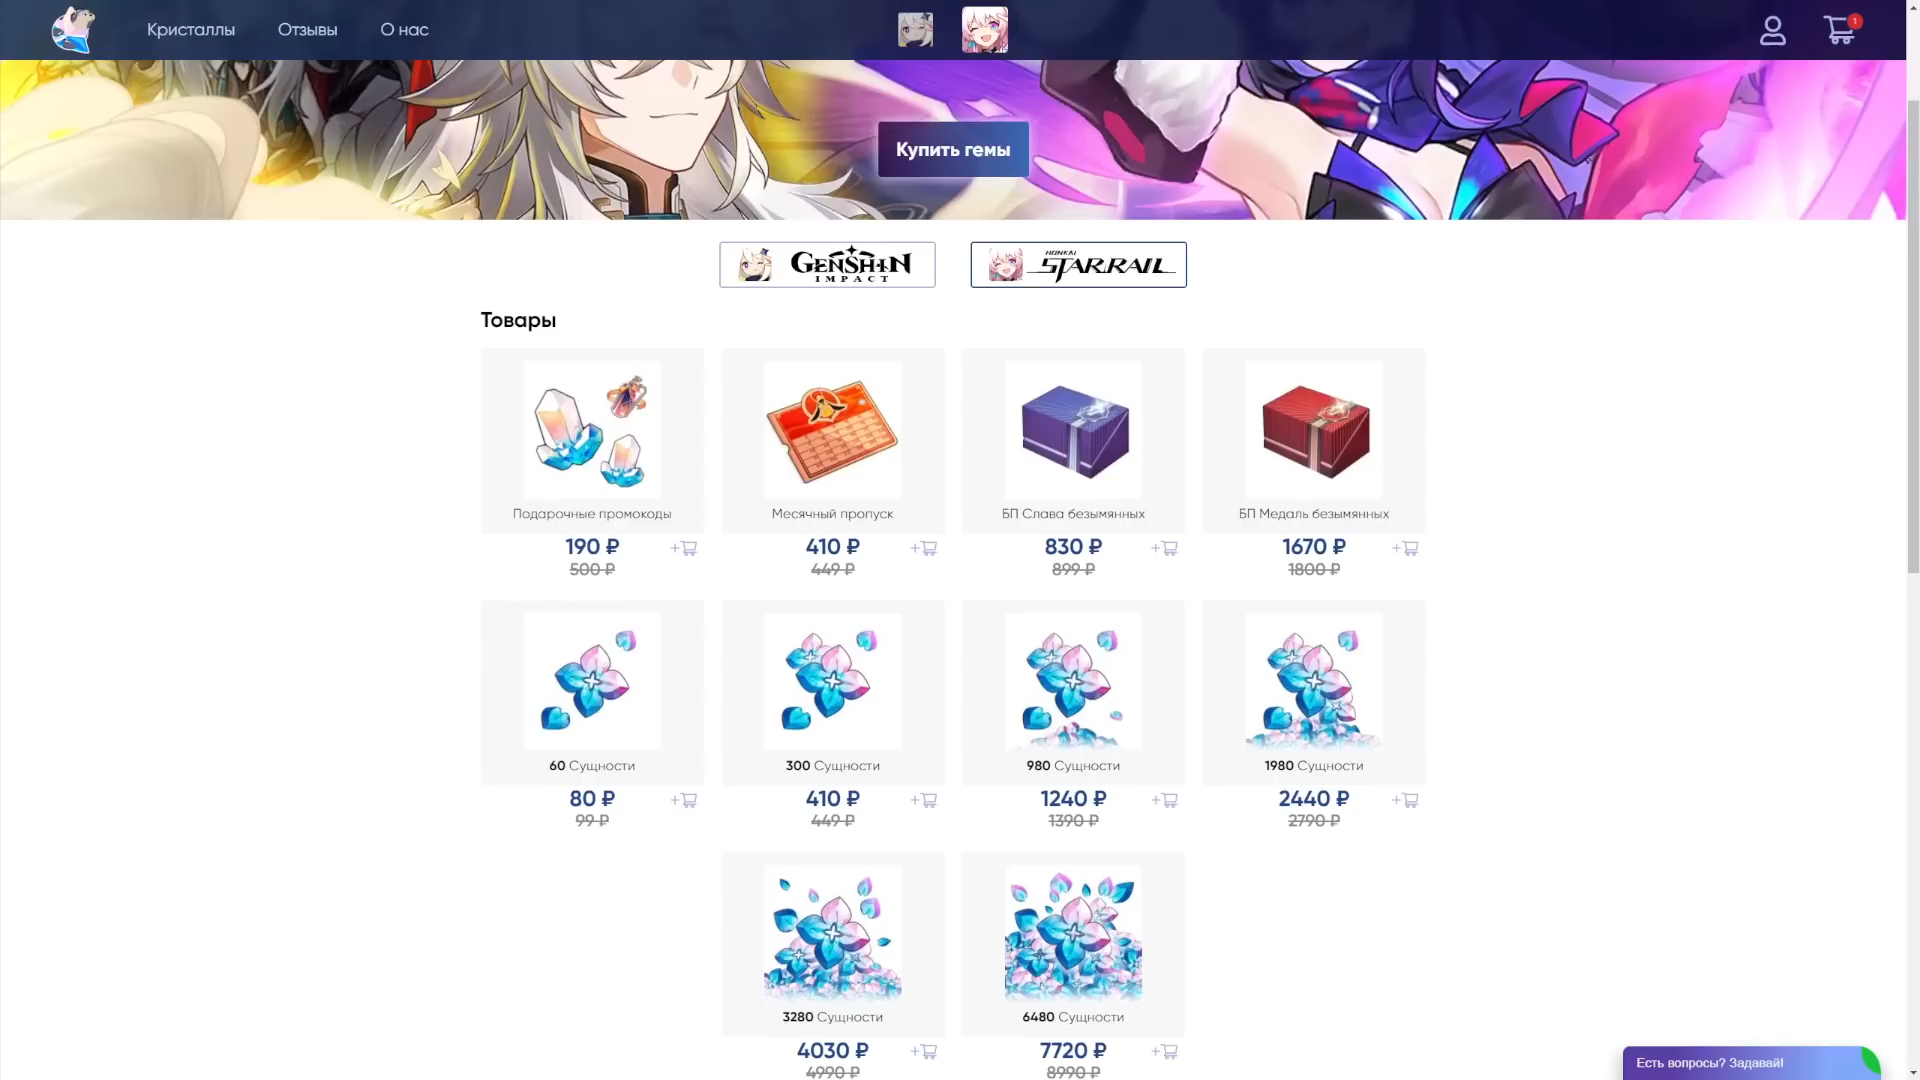 Кристаллы Отзывы О нас 1
Купить гемы
GENSHIN IMPACT
HONKAI STAR RAIL
Товары
Подарочные промокоды
190 ₽
500 ₽
Месячный пропуск
410 ₽
449 ₽
БП Слава безымянных
830 ₽
899 ₽
БП Медаль безымянных
1670 ₽
1800 ₽
60 Сущности
80 ₽
99 ₽
300 Сущности
410 ₽
449 ₽
980 Сущности
1240 ₽
1390 ₽
1980 Сущности
2440 ₽
2790 ₽
3280 Сущности
4030 ₽
4990 ₽
6480 Сущности
7720 ₽
8990 ₽
Есть вопросы? Задавай!